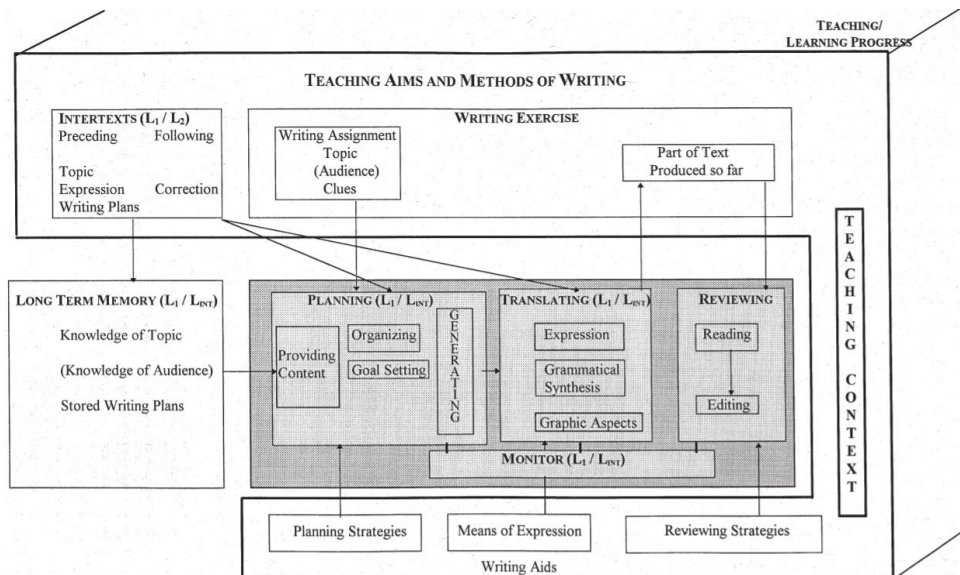 TEACHING/
LEARNING PROGRESS
TEACHING AIMS AND METHODS OF WRITING
INTERTEXTS (L1 / L2)
Preceding Following
Topic
Expression Correction
Writing Plans
WRITING EXERCISE
Writing Assignment
Topic
(Audience)
Clues
Part of Text
Produced so far
TEACHING CONTEXT
LONG TERM MEMORY (L1 / LINT)
Knowledge of Topic
(Knowledge of Audience)
Stored Writing Plans
PLANNING (L1 / LINT)
Providing
Content
Organizing
Goal Setting
GENERATING
TRANSLATING (L1 / LINT)
Expression
Grammatical
Synthesis
Graphic Aspects
REVIEWING
Reading
Editing
MONITOR (L1 / LINT)
Planning Strategies
Means of Expression
Reviewing Strategies
Writing Aids